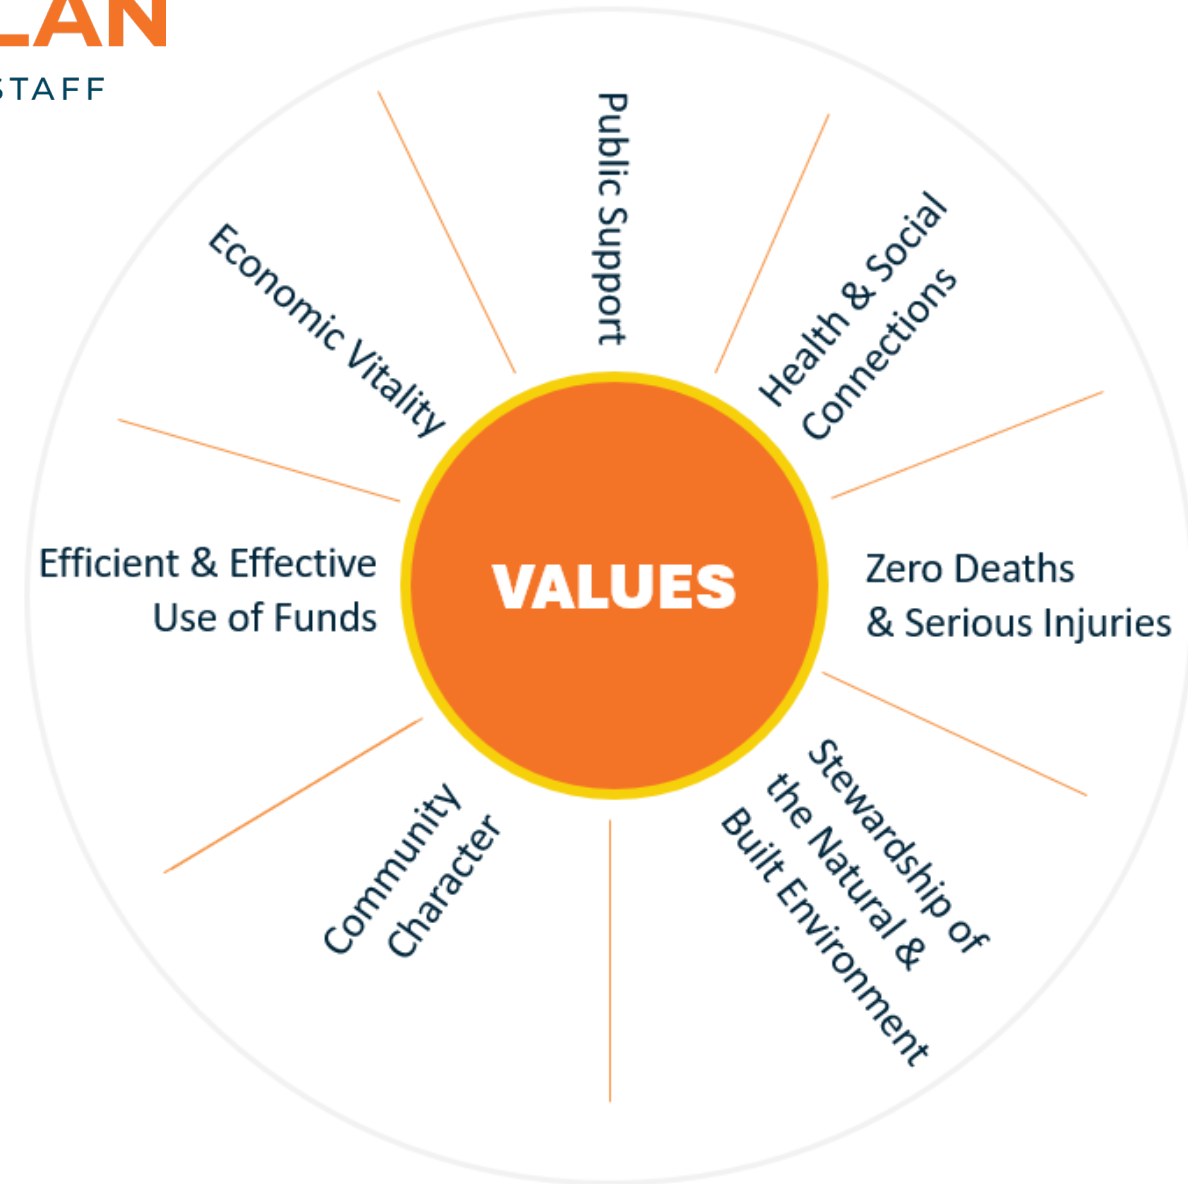 LAN
STAFF
Public Support
Health & Social
Connections
Zero Deaths
& Serious Injuries
Stewardship of
the Natural &
Built Environment
Community
Character
Efficient & Effective
Use of Funds
Economic Vitality
VALUES